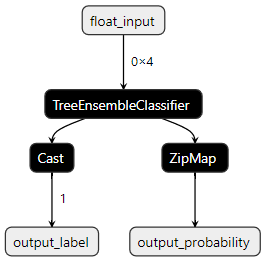 float_input
0×4
TreeEnsembleClassifier
Cast
ZipMap
1
output_label
output_probability